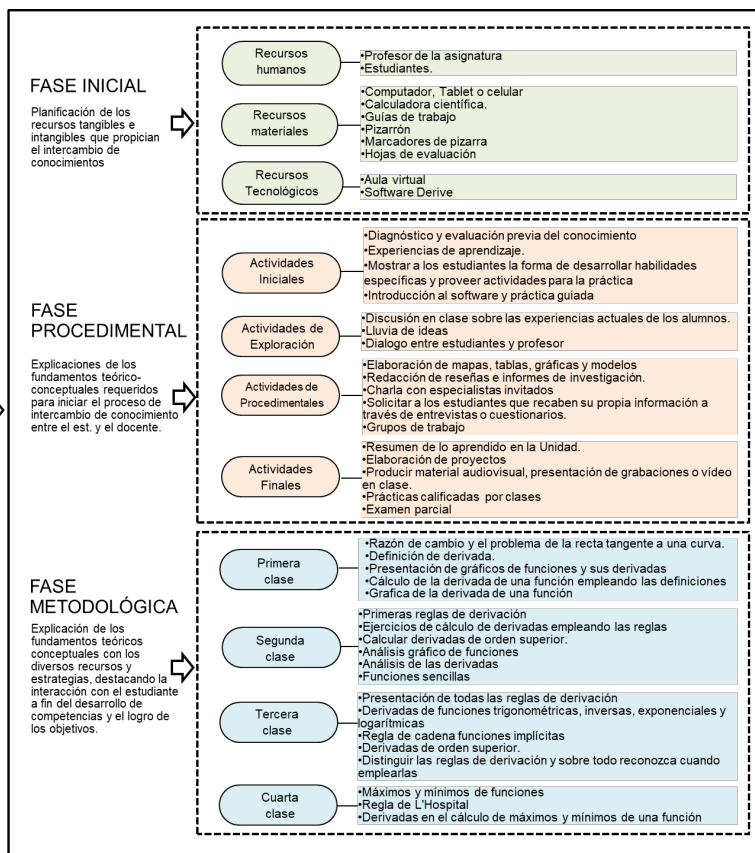 FASE INICIAL
Planificación de los
recursos tangibles e
intangibles que propician
el intercambio de
conocimientos
Recursos
humanos
•Profesor de la asignatura
•Estudiantes.
Recursos
materiales
•Computador, Tablet o celular
•Calculadora científica.
•Guías de trabajo
•Pizarrón
•Marcadores de pizarra
•Hojas de evaluación
Recursos
Tecnológicos
•Aula virtual
•Software Derive
FASE
PROCEDIMENTAL
Explicaciones de los
fundamentos teórico-
conceptuales requeridos
para iniciar el proceso de
intercambio de conocimiento
entre el est. y el docente.
Actividades
Iniciales
•Diagnóstico y evaluación previa del conocimiento
•Experiencias de aprendizaje.
•Mostrar a los estudiantes la forma de desarrollar habilidades
específicas y proveer actividades para la práctica
•Introducción al software y práctica guiada
Actividades de
Exploración
•Discusión en clase sobre las experiencias actuales de los alumnos.
•Lluvia de ideas
•Dialogo entre estudiantes y profesor
Actividades de
Procedimentales
•Elaboración de mapas, tablas, gráficas y modelos
•Redacción de reseñas e informes de investigación.
•Charla con especialistas invitados
•Solicitar a los estudiantes que recaben su propia información a
través de entrevistas o cuestionarios.
•Grupos de trabajo
Actividades
Finales
•Resumen de lo aprendido en la Unidad.
•Elaboración de proyectos
•Producir material audiovisual, presentación de grabaciones o vídeo
en clase.
•Prácticas calificadas por clases
•Examen parcial
FASE
METODOLÓGICA
Explicación de los
fundamentos teóricos
conceptuales con los
diversos recursos y
estrategias, destacando la
interacción con el estudiante
a fin del desarrollo de
competencias y el logro de
los objetivos.
Primera
clase
•Razón de cambio y el problema de la recta tangente a una curva.
•Definición de derivada.
•Presentación de gráficos de funciones y sus derivadas
•Cálculo de la derivada de una función empleando las definiciones
•Grafica de la derivada de una función
Segunda
clase
•Primeras reglas de derivación
•Ejercicios de cálculo de derivadas empleando las reglas
•Calcular derivadas de orden superior.
•Análisis gráfico de funciones
•Análisis de las derivadas
•Funciones sencillas
Tercera
clase
•Presentación de todas las reglas de derivación
•Derivadas de funciones trigonométricas, inversas, exponenciales y
logarítmicas
•Regla de cadena funciones implícitas
•Derivadas de orden superior.
•Distinguir las reglas de derivación y sobre todo reconozca cuando
emplearlas
Cuarta
clase
•Máximos y mínimos de funciones
•Regla de L'Hospital
•Derivadas en el cálculo de máximos y mínimos de una función